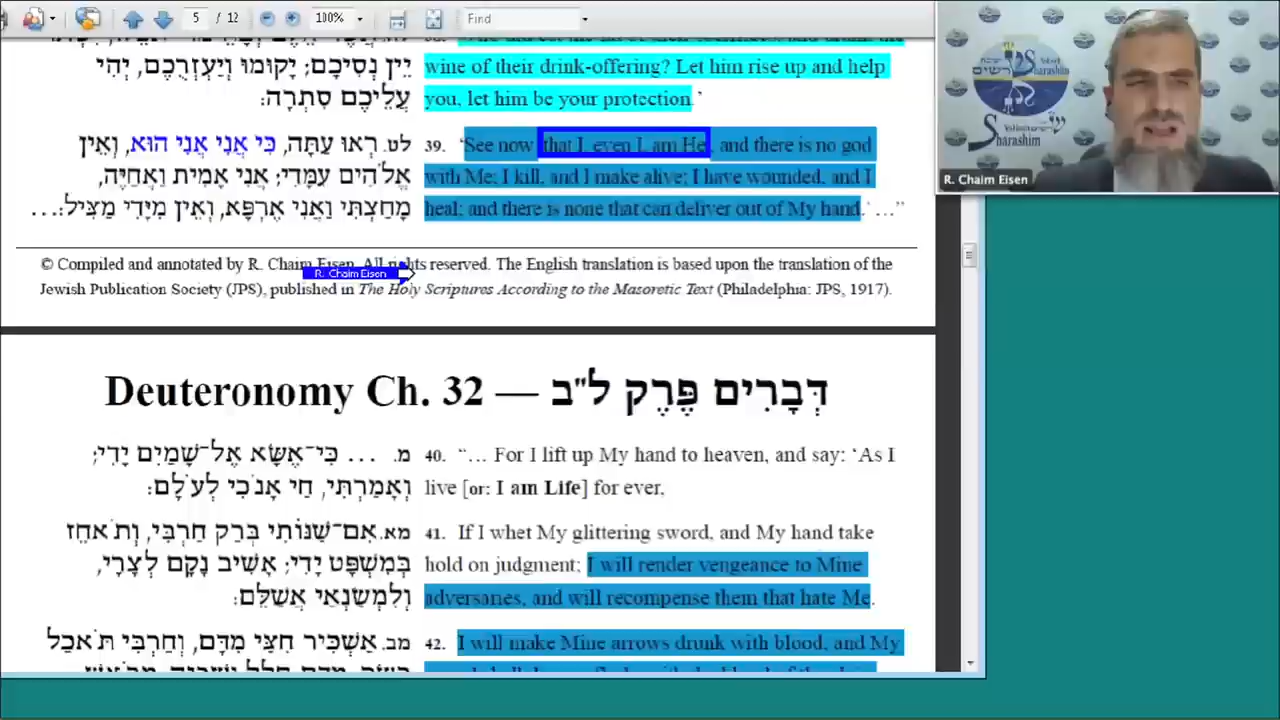 5 / 12 100% Find
יֵין נְסִיכָם; יָקוּמוּ וְיַעְזְרֻכֶם, יְהִי
עֲלֵיכֶם סִתְרָה:
wine of their drink-offering? Let him rise up and help
you, let him be your protection.’
לט. רְאוּ עַתָּה, כִּי אֲנִי אֲנִי הוּא, וְאֵין
אֱלֹהִים עִמָּדִי; אֲנִי אָמִית וַאֲחַיֶּה,
מָחַצְתִּי וַאֲנִי אֶרְפָּא, וְאֵין מִיָּדִי מַצִּיל:…
39. ‘See now that I, even I am He, and there is no god
with Me; I kill, and I make alive; I have wounded, and I
heal; and there is none that can deliver out of My hand.’ …”
© Compiled and annotated by R. Chaim Eisen. All rights reserved. The English translation is based upon the translation of the
Jewish Publication Society (JPS), published in The Holy Scriptures According to the Masoretic Text (Philadelphia: JPS, 1917).
R. Chaim Eisen
Deuteronomy Ch. 32 — דְּבָרִים פֶּרֶק ל"ב
מ. … כִּי־אֶשָּׂא אֶל־שָׁמַיִם יָדִי;
וְאָמַרְתִּי, חַי אָנֹכִי לְעֹלָם:
40. “… For I lift up My hand to heaven, and say: ‘As I
live [or: I am Life] for ever,
מא. אִם־שַׁנּוֹתִי בְּרַק חַרְבִּי, וְתֹאחֵז
בְּמִשְׁפָּט יָדִי; אָשִׁיב נָקָם לְצָרָי,
וְלִמְשַׂנְאַי אֲשַׁלֵּם:
41. If I whet My glittering sword, and My hand take
hold on judgment; I will render vengeance to Mine
adversaries, and will recompense them that hate Me.
מב. אַשְׁכִּיר חִצַּי מִדָּם, וְחַרְבִּי תֹּאכַל
42. I will make Mine arrows drunk with blood, and My
Sharashim
Sharashim
R. Chaim Eisen